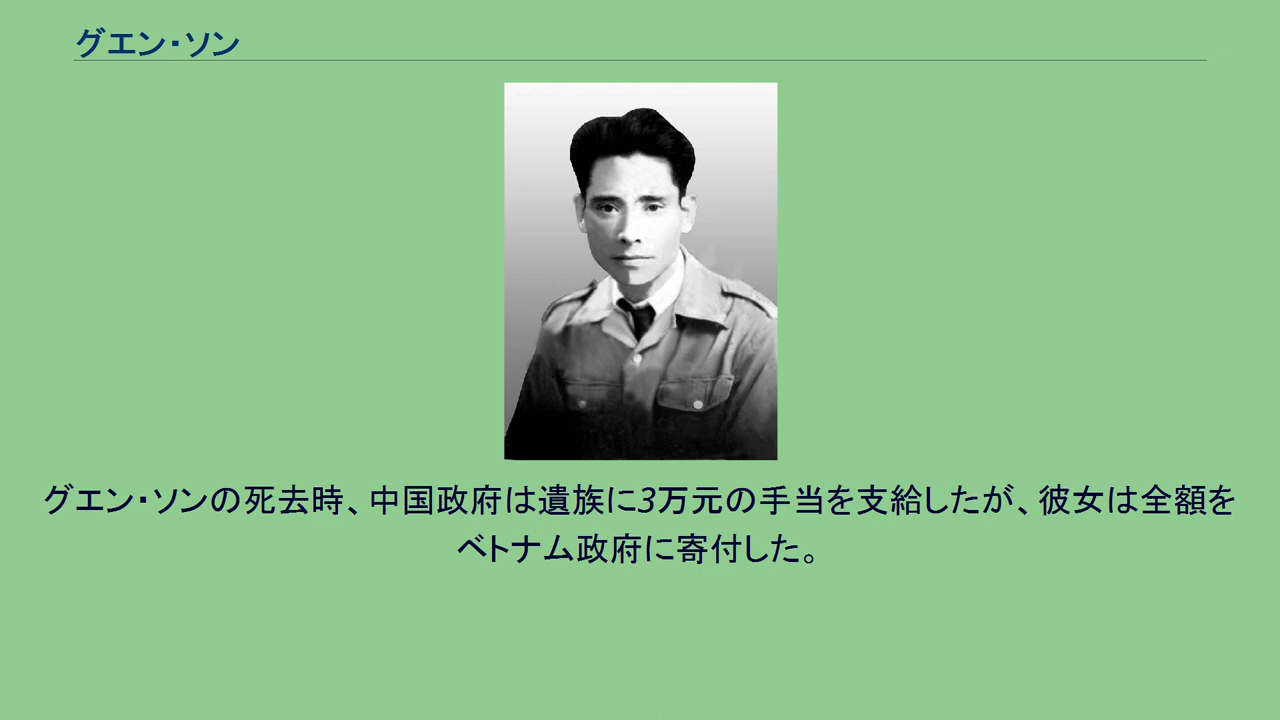 グエン・ソン
グエン・ソンの死去時、中国政府は遺族に3万元の手当を支給したが、彼女は全額を
ベトナム政府に寄付した。